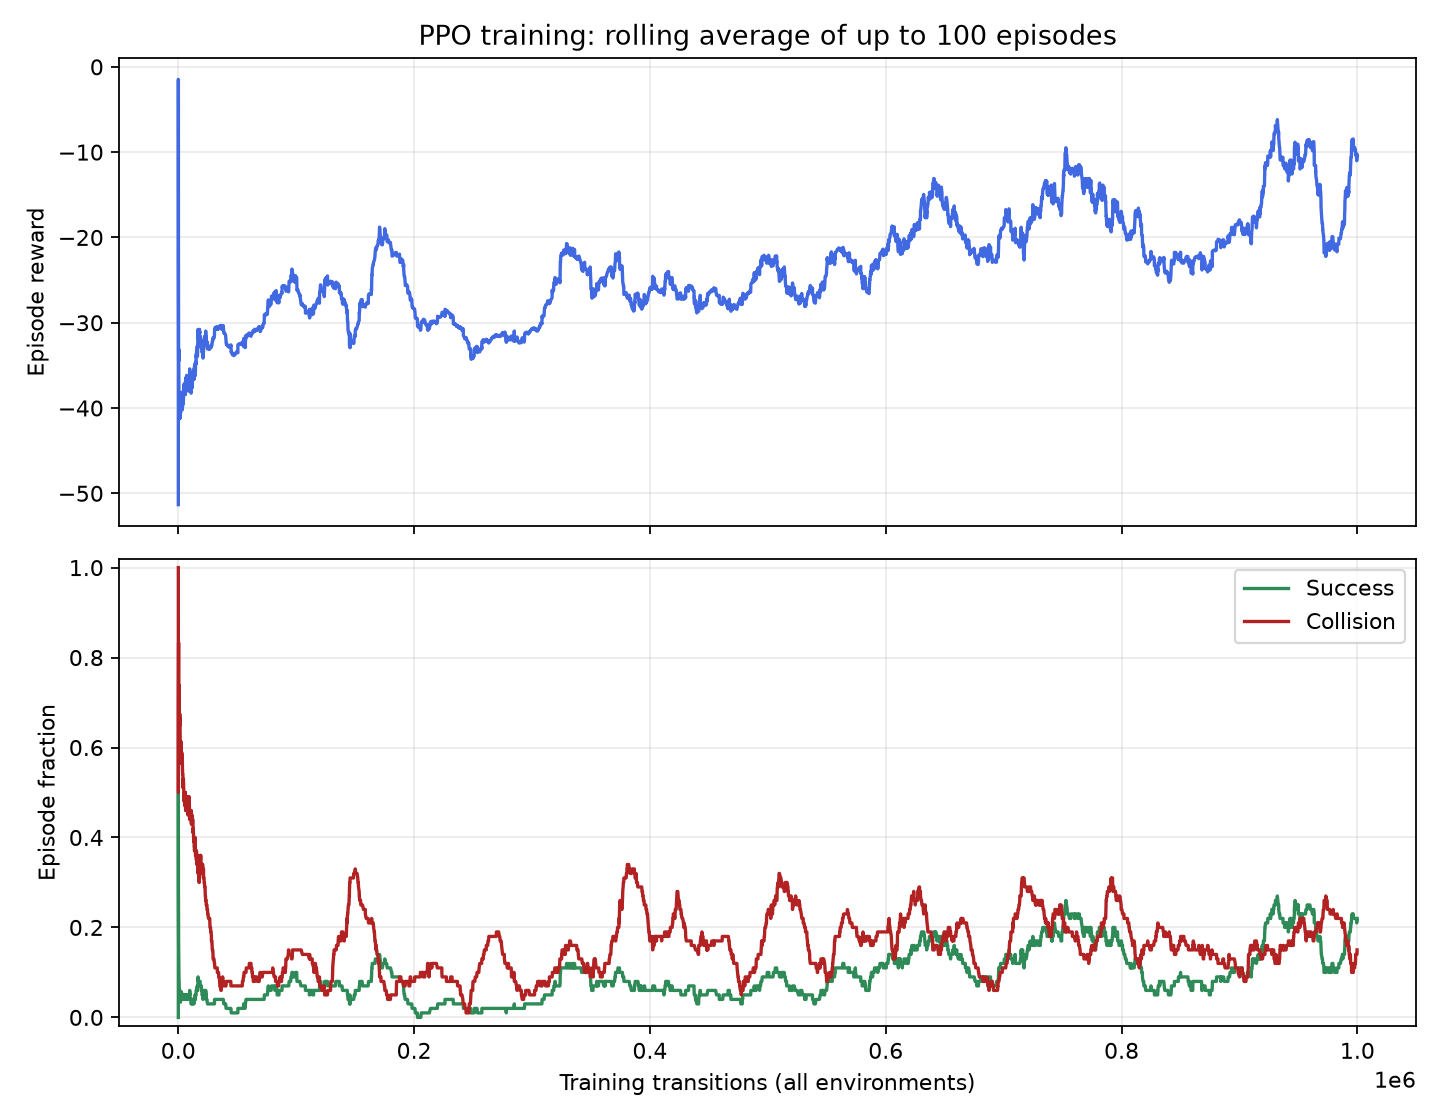 PPO training: rolling average of up to 100 episodes
0
−10
−20
−30
−40
−50
Episode reward
1.0
0.8
0.6
0.4
0.2
0.0
Episode fraction
Success
Collision
0.0 0.2 0.4 0.6 0.8 1.0
1e6
Training transitions (all environments)